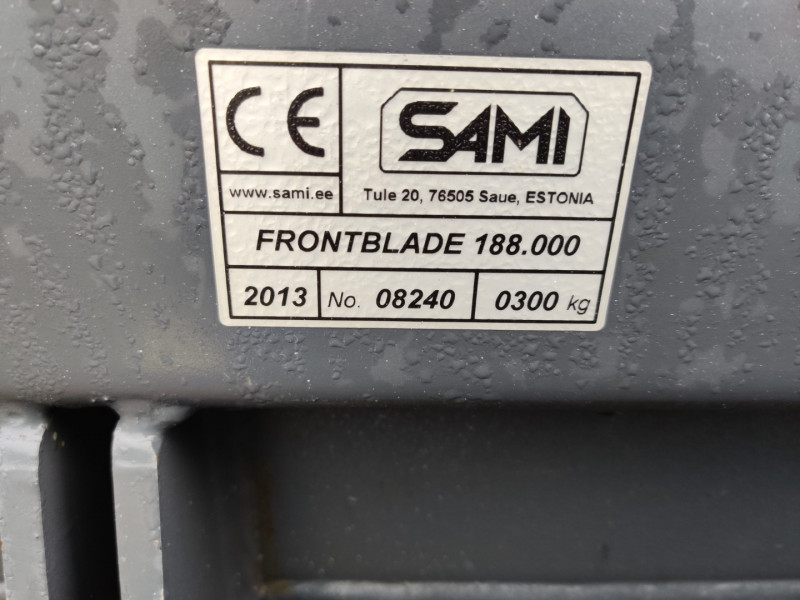 CE
SAMI
www.sami.ee
Tule 20, 76505 Saue, ESTONIA
FRONTBLADE 188.000
2013 No. 08240 0300 kg